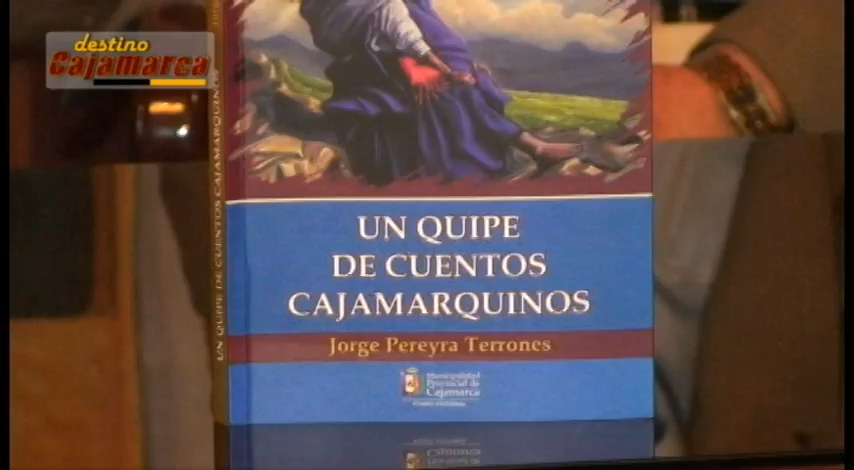 destino
Cajamarca
UN QUIPE DE CUENTOS CAJAMARQUINOS
UN QUIPE
DE CUENTOS
CAJAMARQUINOS
Jorge Pereyra Terrones
Municipalidad
Provincial de
Cajamarca